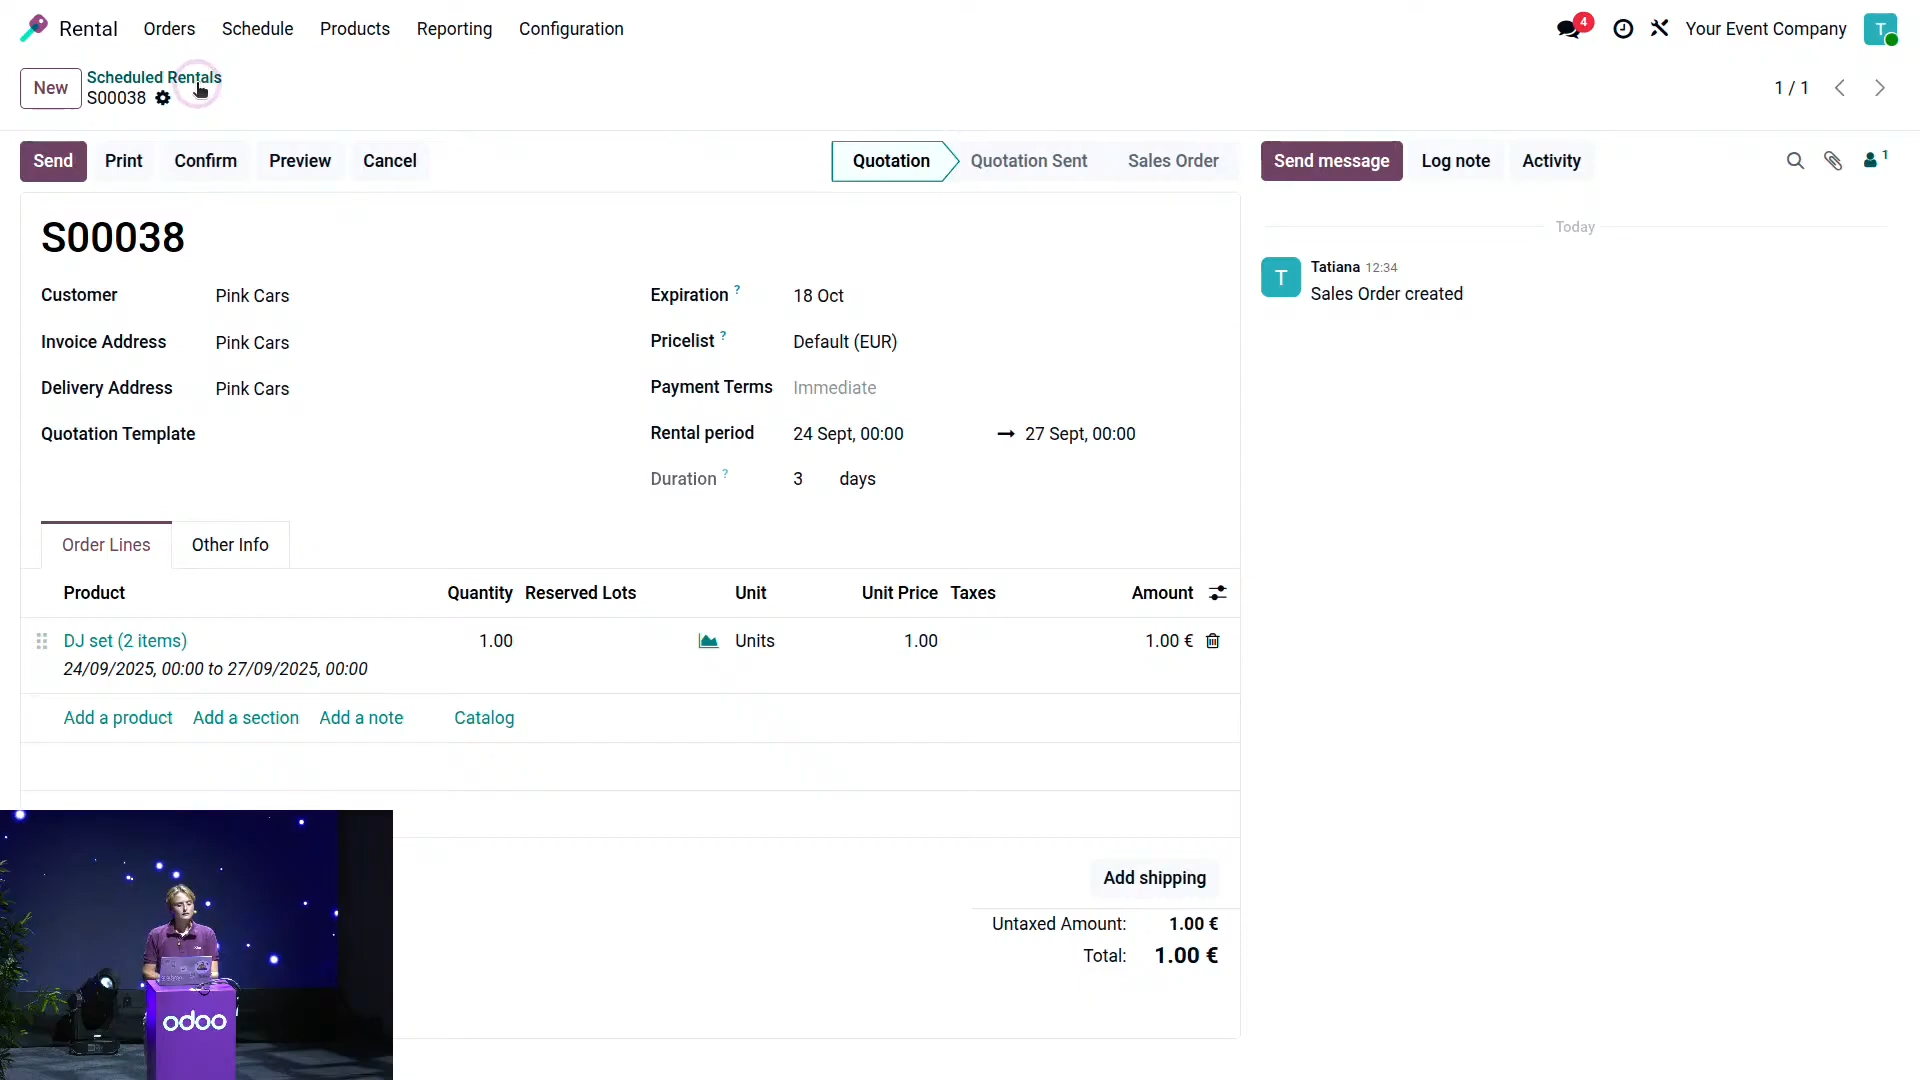 Rental Orders Schedule Products Reporting Configuration 4 Your Event Company T
New Scheduled Rentals
S00038 1 / 1
Send Print Confirm Preview Cancel Quotation Quotation Sent Sales Order Send message Log note Activity 1
S00038
Today
Customer Pink Cars Expiration ? 18 Oct
T Tatiana 12:34
Sales Order created
Invoice Address Pink Cars Pricelist ? Default (EUR)
Delivery Address Pink Cars Payment Terms Immediate
Quotation Template Rental period 24 Sept, 00:00 → 27 Sept, 00:00
Duration ? 3 days
Order Lines Other Info
Product Quantity Reserved Lots Unit Unit Price Taxes Amount
DJ set (2 items) 1.00 Units 1.00 1.00 €
24/09/2025, 00:00 to 27/09/2025, 00:00
Add a product Add a section Add a note Catalog
Add shipping
Untaxed Amount: 1.00 €
Total: 1.00 €
odoo